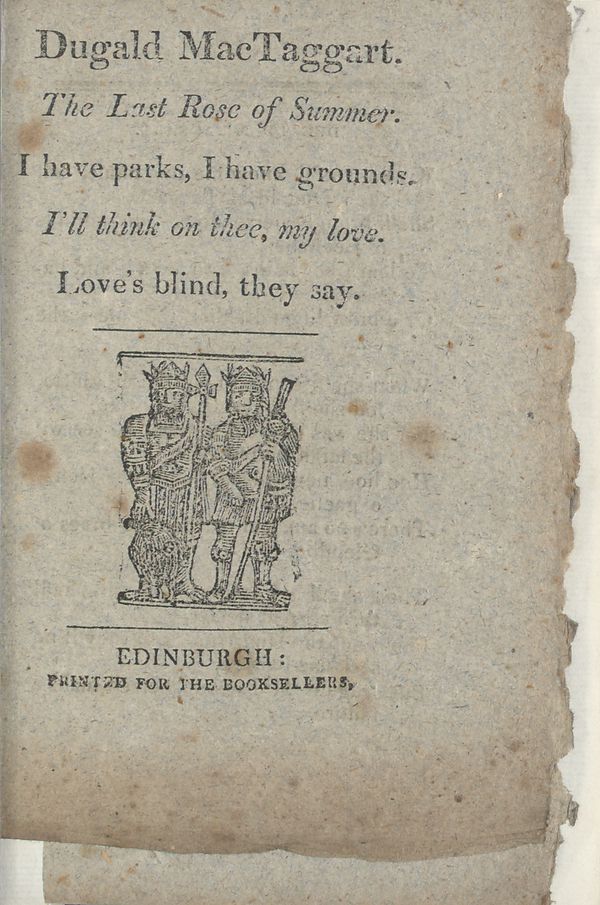 Dugald MacTaggart.
The Last Rose of Summer.
I have parks, I have grounds.
I'll think on thee, my love.
Love's blind, they say.
EDINBURGH:
PRINTED FOR THE BOOKSELLERS,